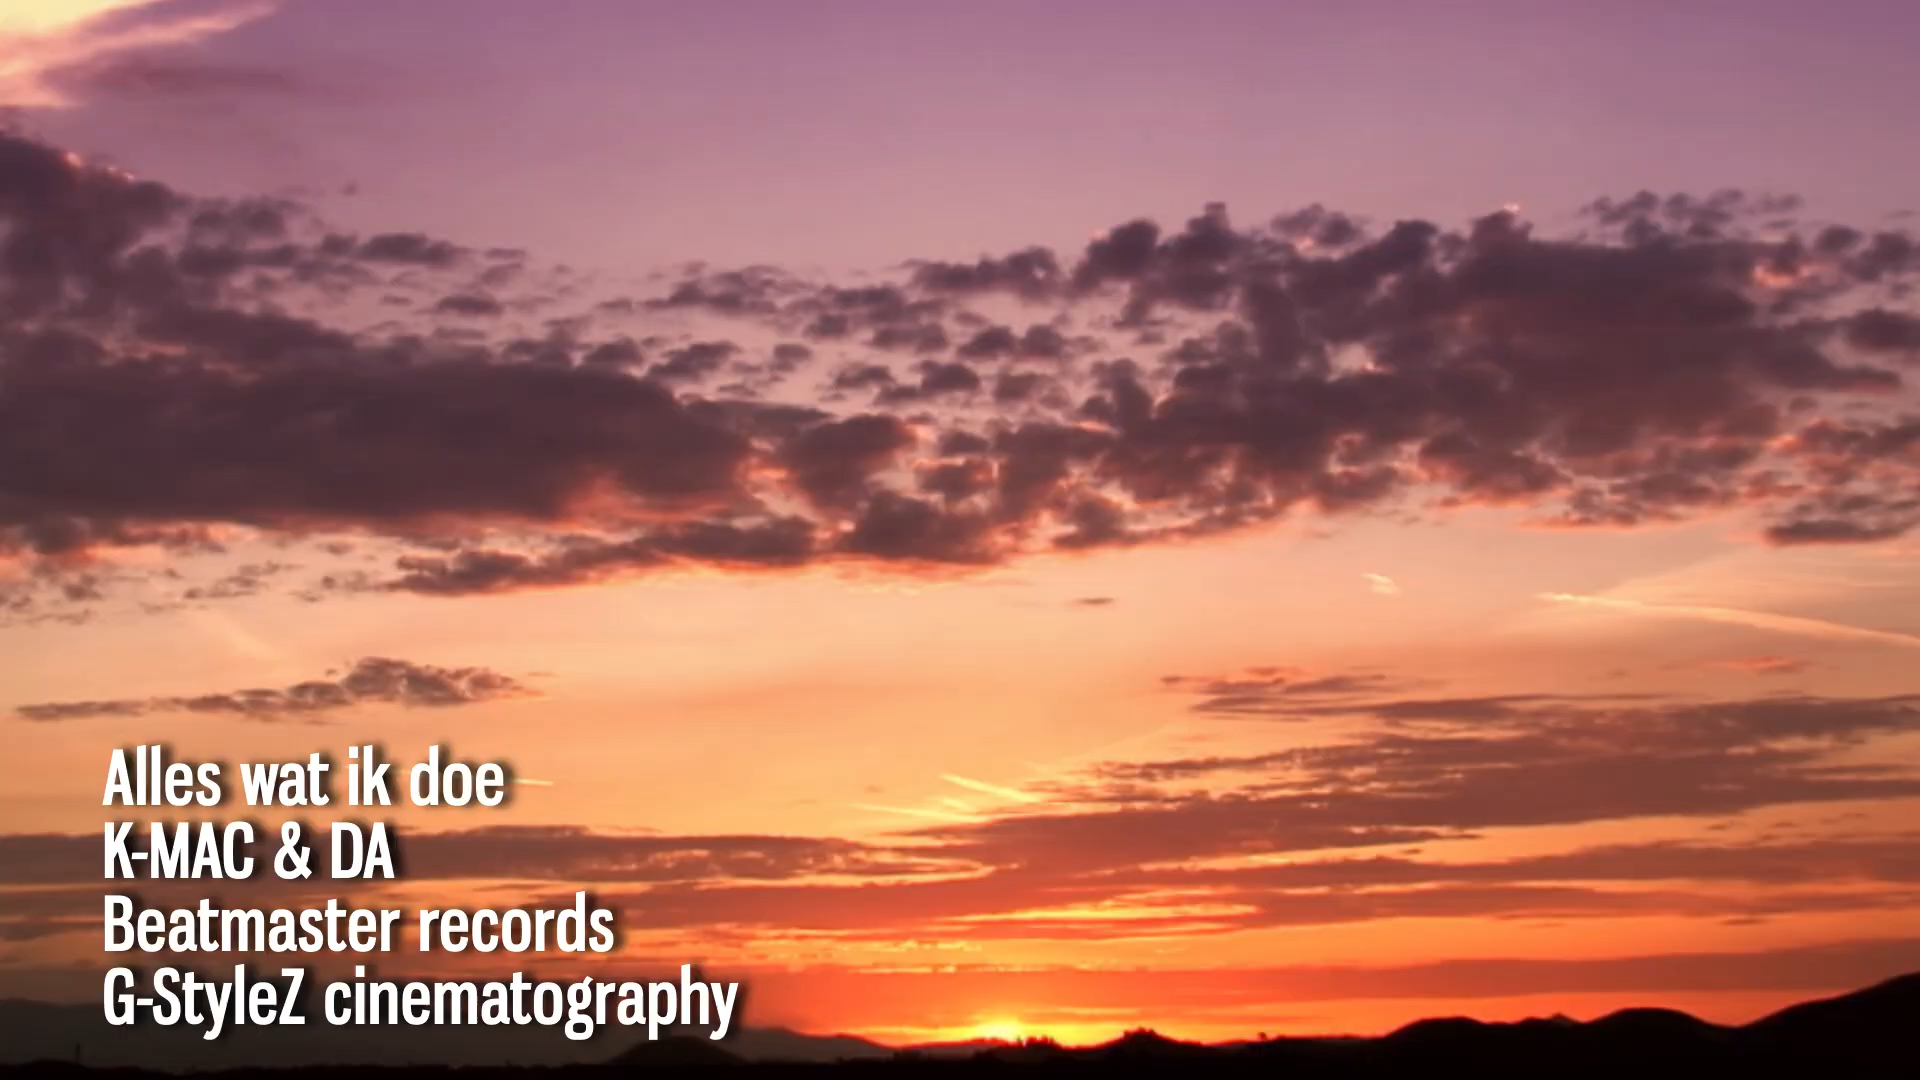 Alles wat ik doe
K-MAC & DA
Beatmaster records
G-StyleZ cinematography